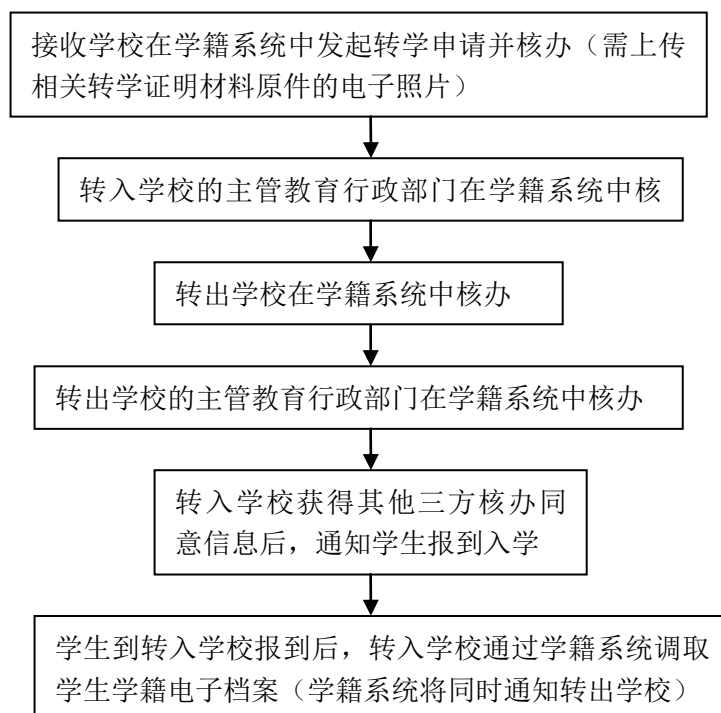 接收学校在学籍系统中发起转学申请并核办（需上传
相关转学证明材料原件的电子照片）
转入学校的主管教育行政部门在学籍系统中核
转出学校在学籍系统中核办
转出学校的主管教育行政部门在学籍系统中核办
转入学校获得其他三方核办同
意信息后，通知学生报到入学
学生到转入学校报到后，转入学校通过学籍系统调取
学生学籍电子档案（学籍系统将同时通知转出学校）